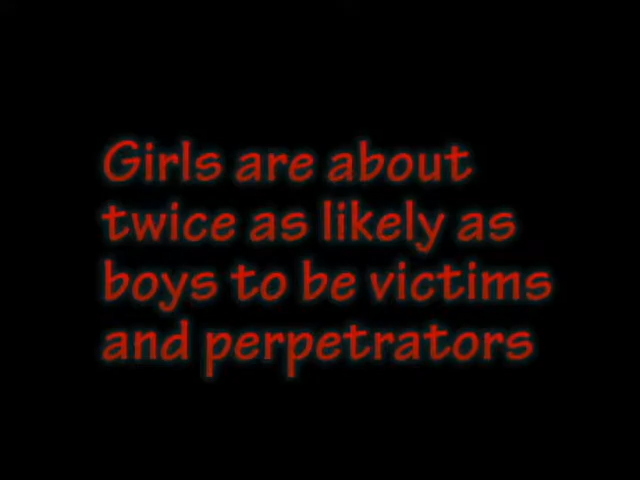 Girls are about
twice as likely as
boys to be victims
and perpetrators